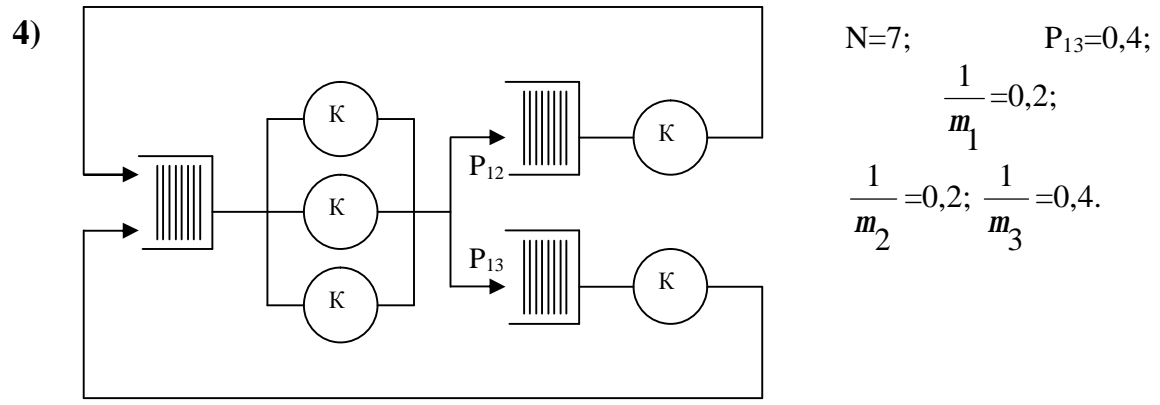 4)
N=7; P₁₃=0,4;
1/m₁=0,2;
1/m₂=0,2; 1/m₃=0,4.
К
К
К
P₁₂
К
P₁₃
К